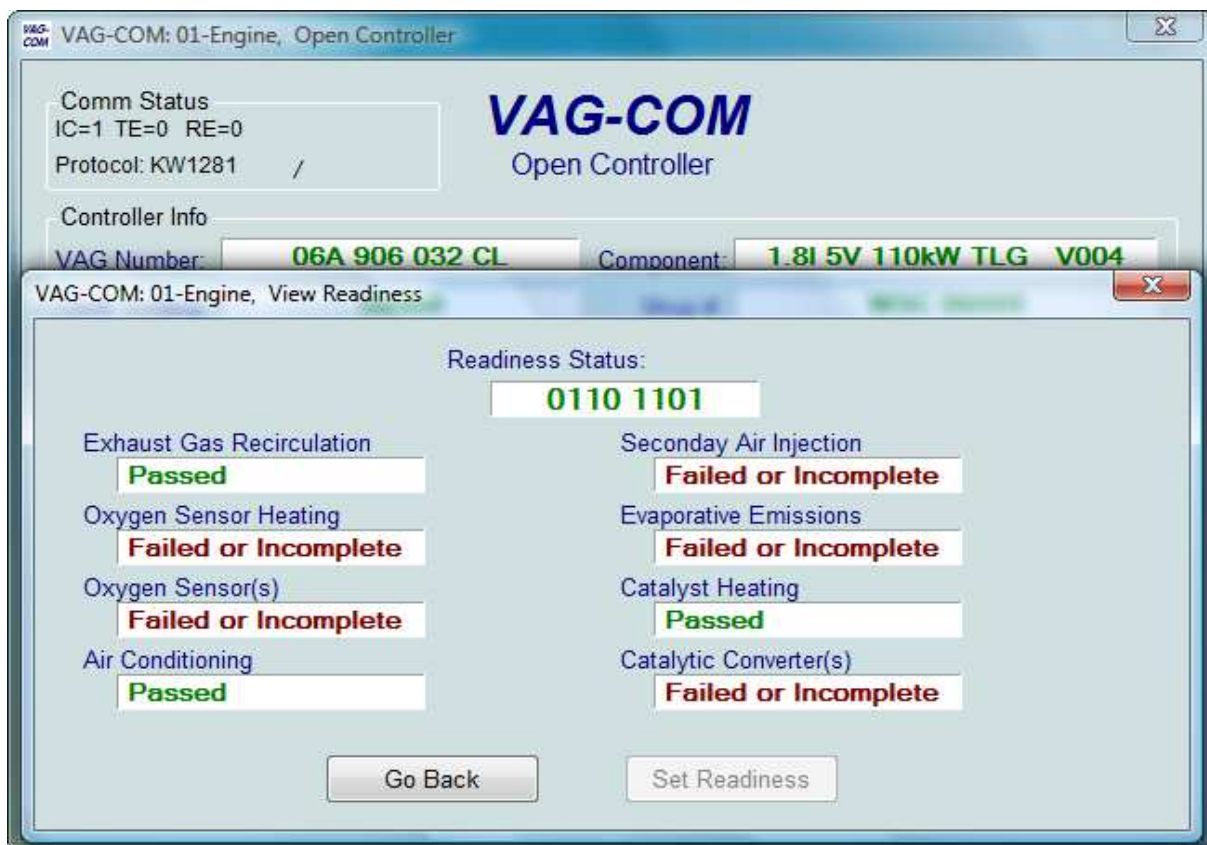 VAG-COM: 01-Engine, Open Controller
Comm Status
IC=1 TE=0 RE=0
Protocol: KW1281 /
VAG-COM
Open Controller
Controller Info
VAG Number: 06A 906 032 CL Component: 1.8l 5V 110kW TLG V004
VAG-COM: 01-Engine, View Readiness
Readiness Status:
0110 1101
Exhaust Gas Recirculation
Passed
Oxygen Sensor Heating
Failed or Incomplete
Oxygen Sensor(s)
Failed or Incomplete
Air Conditioning
Passed
Seconday Air Injection
Failed or Incomplete
Evaporative Emissions
Failed or Incomplete
Catalyst Heating
Passed
Catalytic Converter(s)
Failed or Incomplete
Go Back
Set Readiness